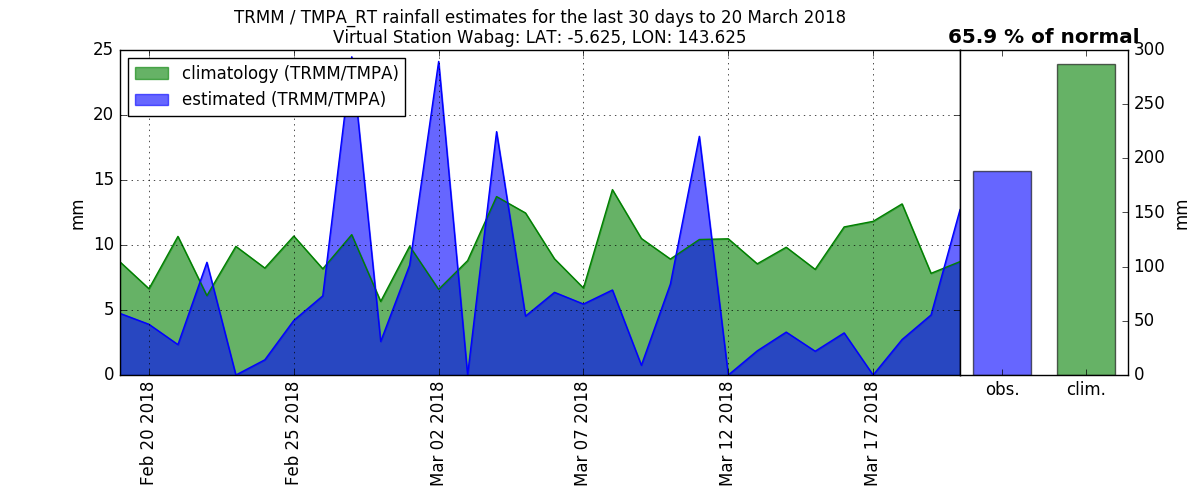 TRMM / TMPA_RT rainfall estimates for the last 30 days to 20 March 2018
Virtual Station Wabag: LAT: -5.625, LON: 143.625
65.9 % of normal
climatology (TRMM/TMPA)
estimated (TRMM/TMPA)
25
20
15
10
5
0
mm
Feb 20 2018
Feb 25 2018
Mar 02 2018
Mar 07 2018
Mar 12 2018
Mar 17 2018
300
250
200
150
100
50
0
mm
obs.
clim.